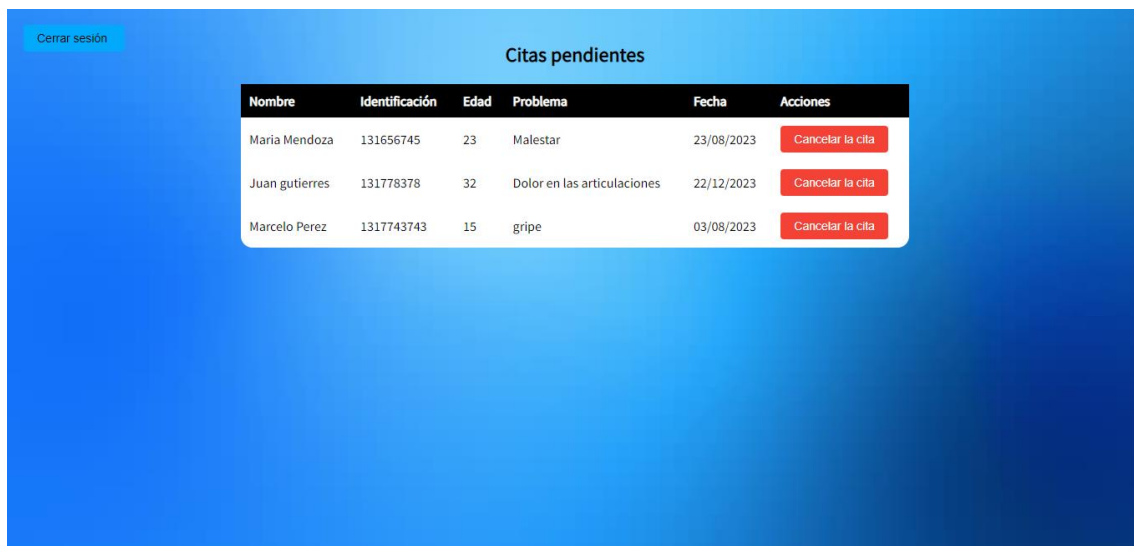 Cerrar sesión
Citas pendientes
Nombre Identificación Edad Problema Fecha Acciones
Maria Mendoza 131656745 23 Malestar 23/08/2023 Cancelar la cita
Juan gutierres 131778378 32 Dolor en las articulaciones 22/12/2023 Cancelar la cita
Marcelo Perez 1317743743 15 gripe 03/08/2023 Cancelar la cita